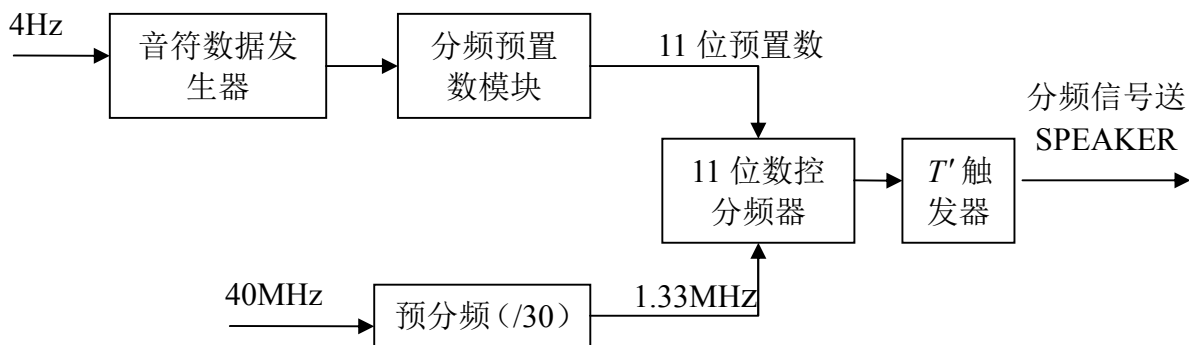 4Hz
音符数据发
生器
分频预置
数模块
11 位预置数
分频信号送
SPEAKER
11 位数控
分频器
T′ 触
发器
40MHz
预分频（/30）
1.33MHz